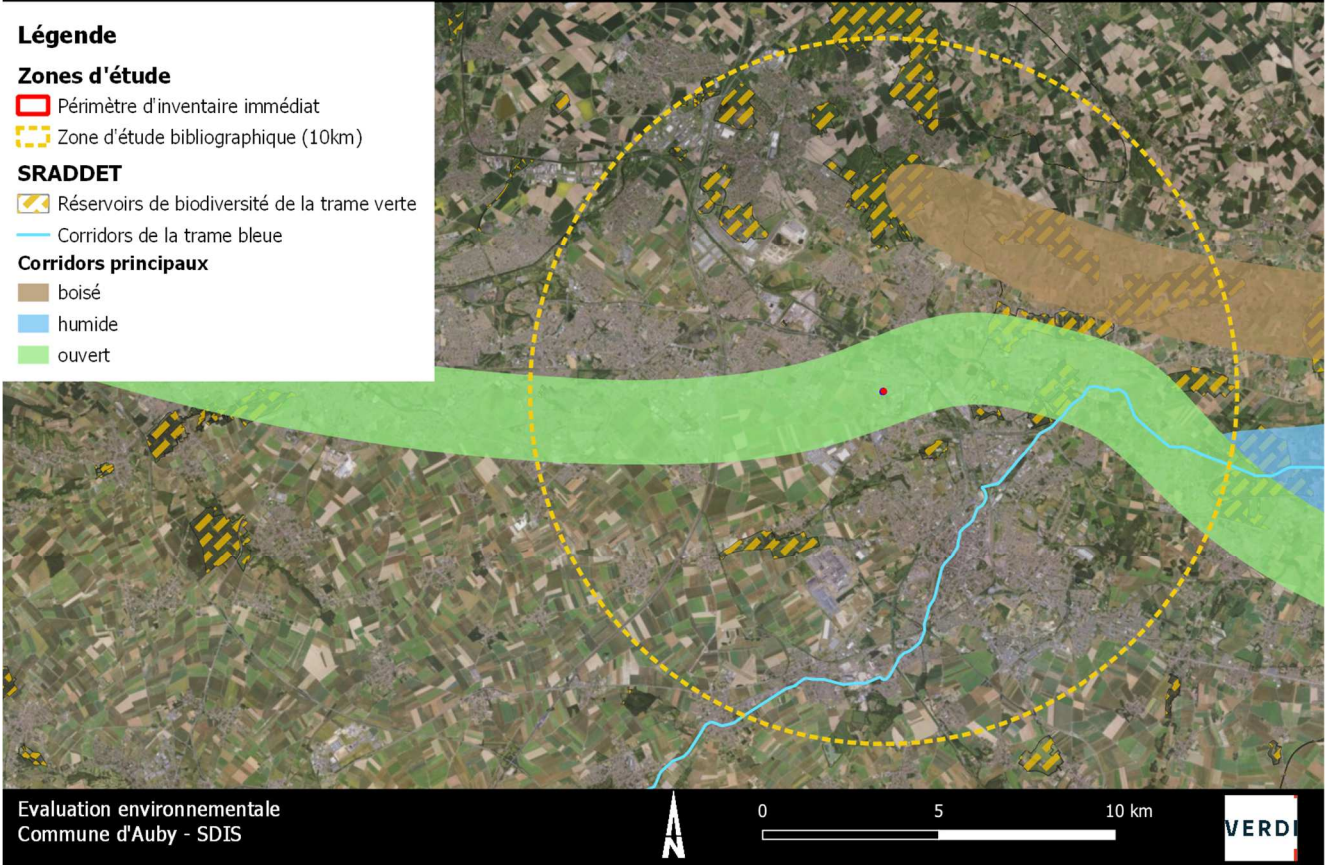 Légende
Zones d'étude
Périmètre d'inventaire immédiat
Zone d'étude bibliographique (10km)
SRADDET
Réservoirs de biodiversité de la trame verte
Corridors de la trame bleue
Corridors principaux
boisé
humide
ouvert
Evaluation environnementale
Commune d'Auby - SDIS
N
0 5 10 km
VERDI